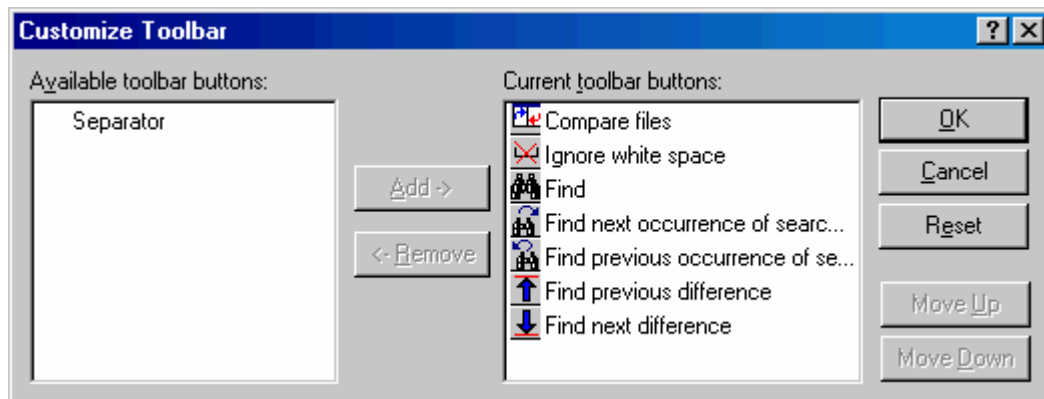 Customize Toolbar
? ×
Available toolbar buttons:
Separator
Add ->
<- Remove
Current toolbar buttons:
Compare files
Ignore white space
Find
Find next occurrence of searc...
Find previous occurrence of se...
Find previous difference
Find next difference
OK
Cancel
Reset
Move Up
Move Down